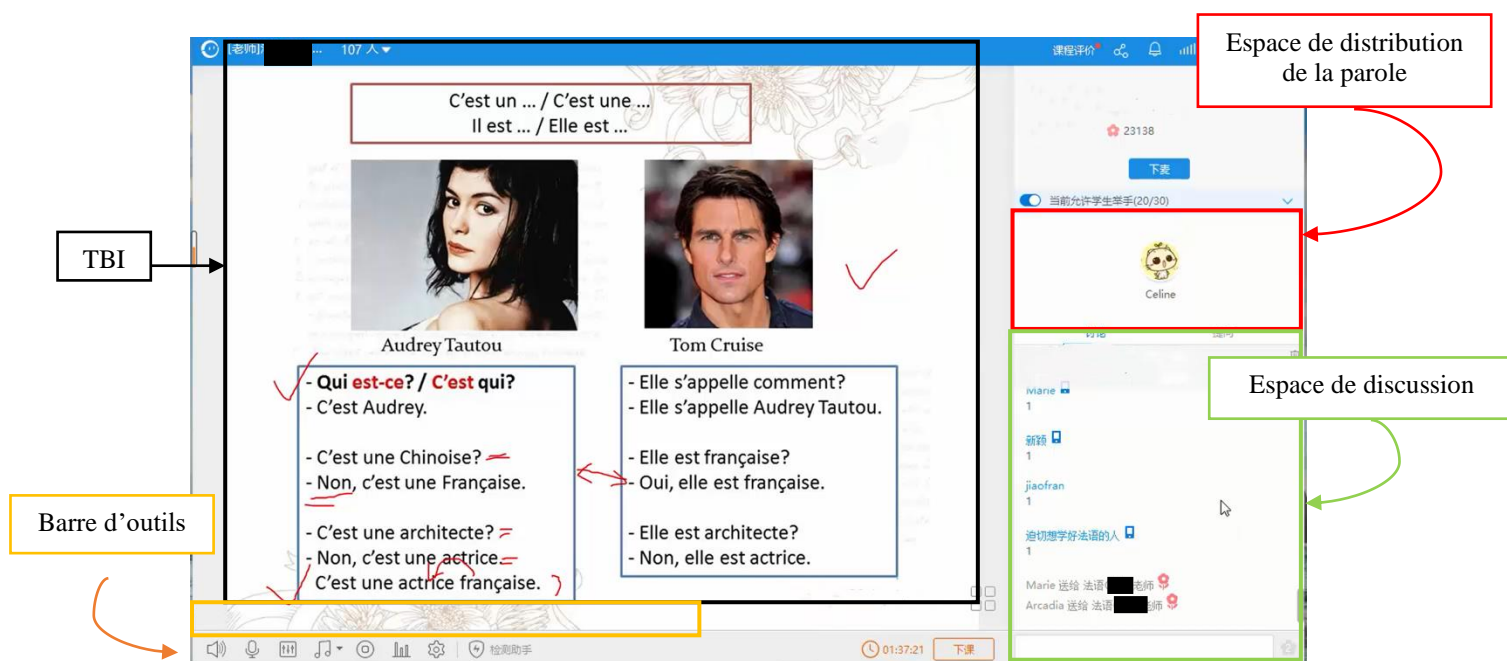 Espace de distribution
de la parole
[老师]
...
107 人
课程评价
C’est un ... / C’est une ...
Il est ... / Elle est ...
23138
下麦
当前允许学生举手(20/30)
TBI
Celine
讨论
提问
Audrey Tautou
Tom Cruise
- Qui est-ce? / C’est qui?
- C’est Audrey.
- C’est une Chinoise?
- Non, c’est une Française.
- C’est une architecte?
- Non, c’est une actrice.
C’est une actrice française.
- Elle s’appelle comment?
- Elle s’appelle Audrey Tautou.
- Elle est française?
- Oui, elle est française.
- Elle est architecte?
- Non, elle est actrice.
Espace de discussion
Marie
1
新颖
1
jiaofran
1
迫切想学好法语的人
1
Marie 送给 法语 老师
Arcadia 送给 法语 老师
Barre d’outils
检测助手
01:37:21
下课